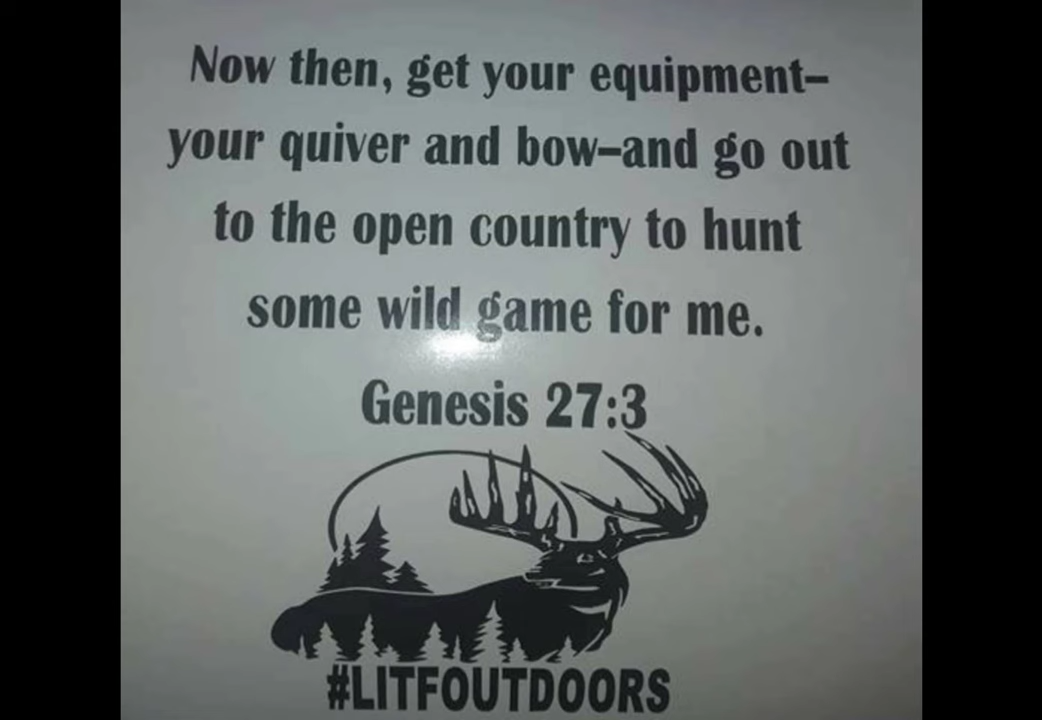 Now then, get your equipment–
your quiver and bow–and go out
to the open country to hunt
some wild game for me.
Genesis 27:3
#LITFOUTDOORS